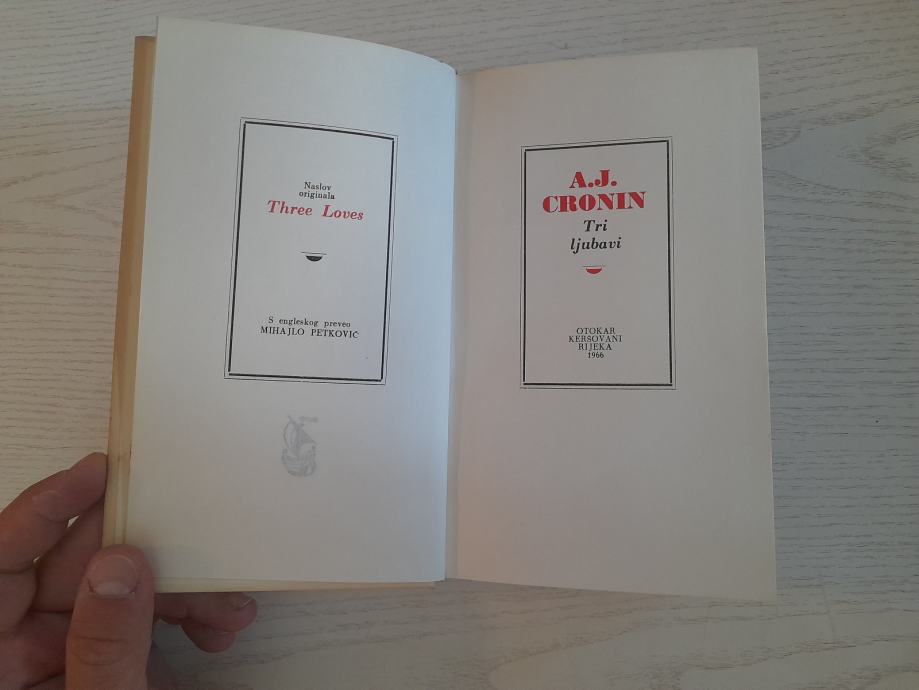 Naslov
originala
Three Loves
S engleskog preveo
MIHAJLO PETKOVIĆ
A.J.
CRONIN
Tri
ljubavi
OTOKAR
KERSOVANI
RIJEKA
1966